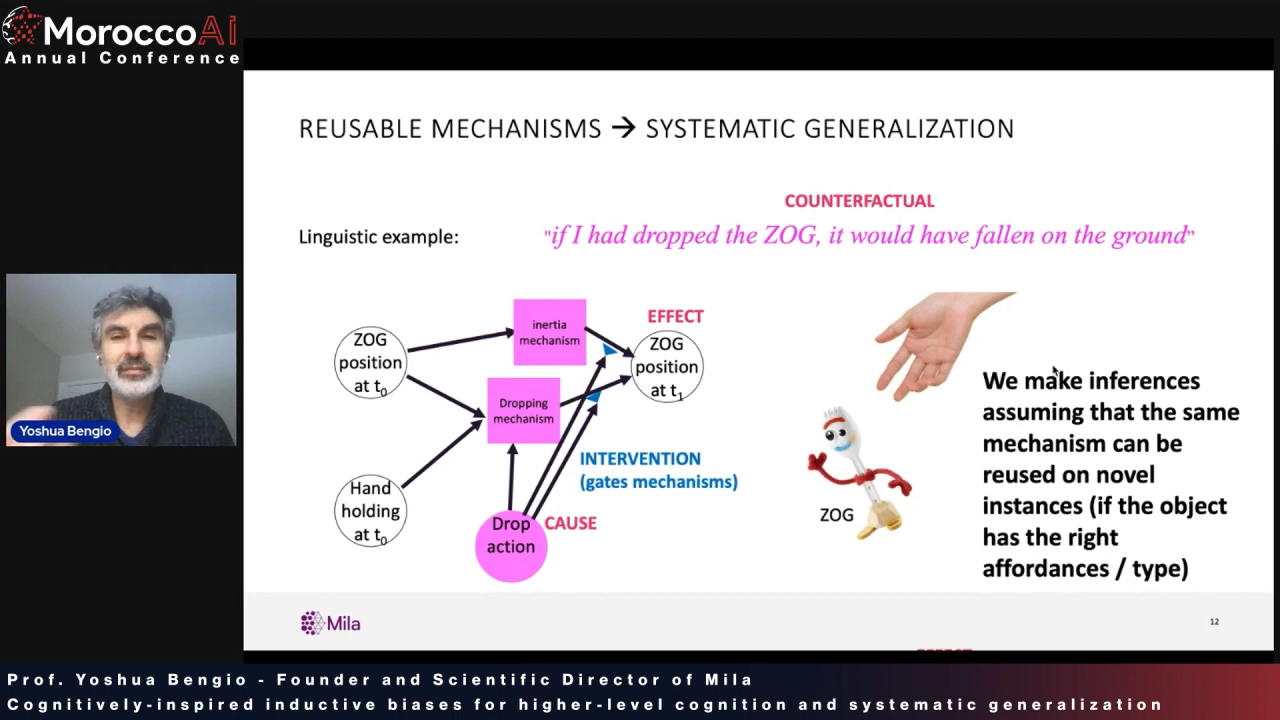 MoroccoAi
Annual Conference
REUSABLE MECHANISMS → SYSTEMATIC GENERALIZATION
COUNTERFACTUAL
Linguistic example:
"if I had dropped the ZOG, it would have fallen on the ground”
ZOG
position
at t0
inertia
mechanism
EFFECT
ZOG
position
at t1
Dropping
mechanism
INTERVENTION
(gates mechanisms)
Hand
holding
at t0
Drop
action
CAUSE
ZOG
We make inferences
assuming that the same
mechanism can be
reused on novel
instances (if the object
has the right
affordances / type)
Yoshua Bengio
Mila
12
Prof. Yoshua Bengio - Founder and Scientific Director of Mila
Cognitively-inspired inductive biases for higher-level cognition and systematic generalization